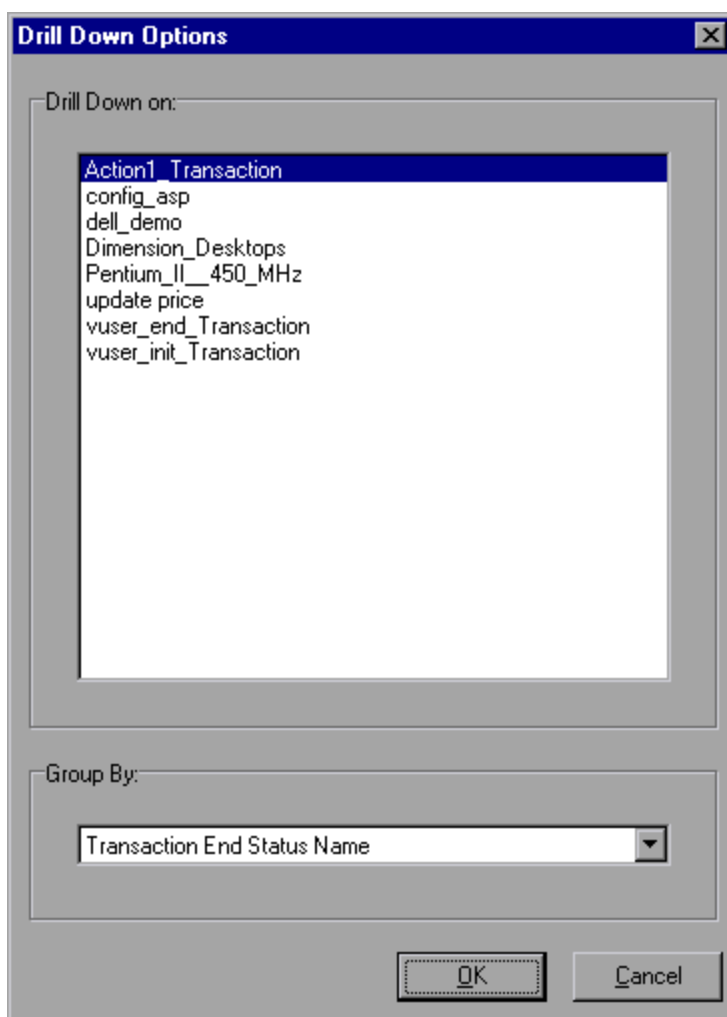 Drill Down Options
Drill Down on:
Action1_Transaction
config_asp
dell_demo
Dimension_Desktops
Pentium_II__450_MHz
update price
vuser_end_Transaction
vuser_init_Transaction
Group By:
Transaction End Status Name
OK Cancel